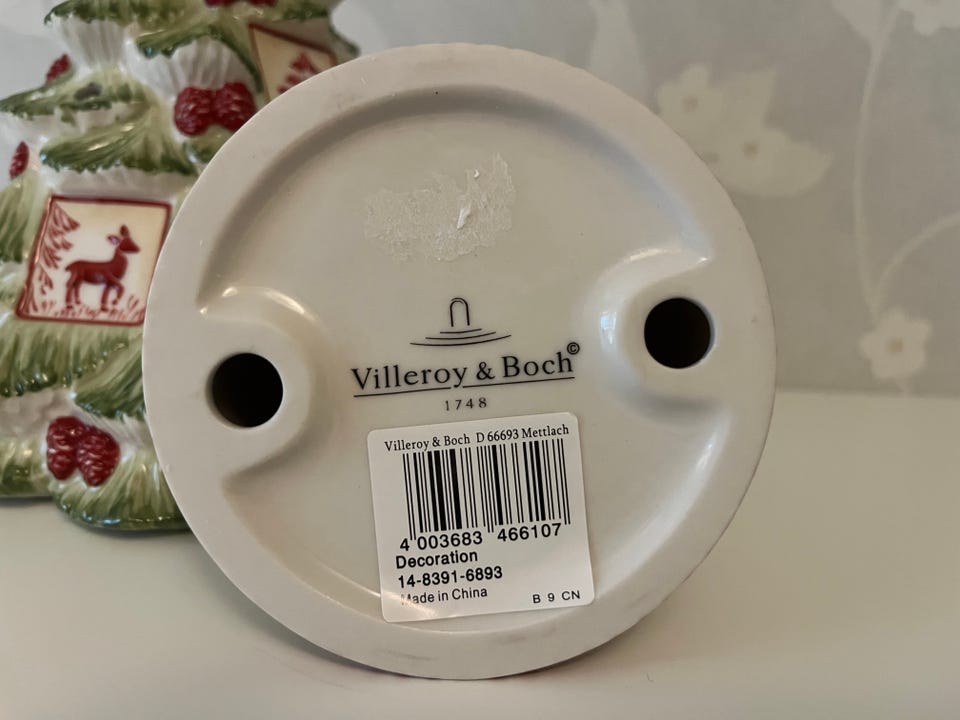 Villeroy & Boch©
1748
Villeroy & Boch D 66693 Mettlach
4 003683 466107
Decoration
14-8391-6893
Made in China
B 9 CN